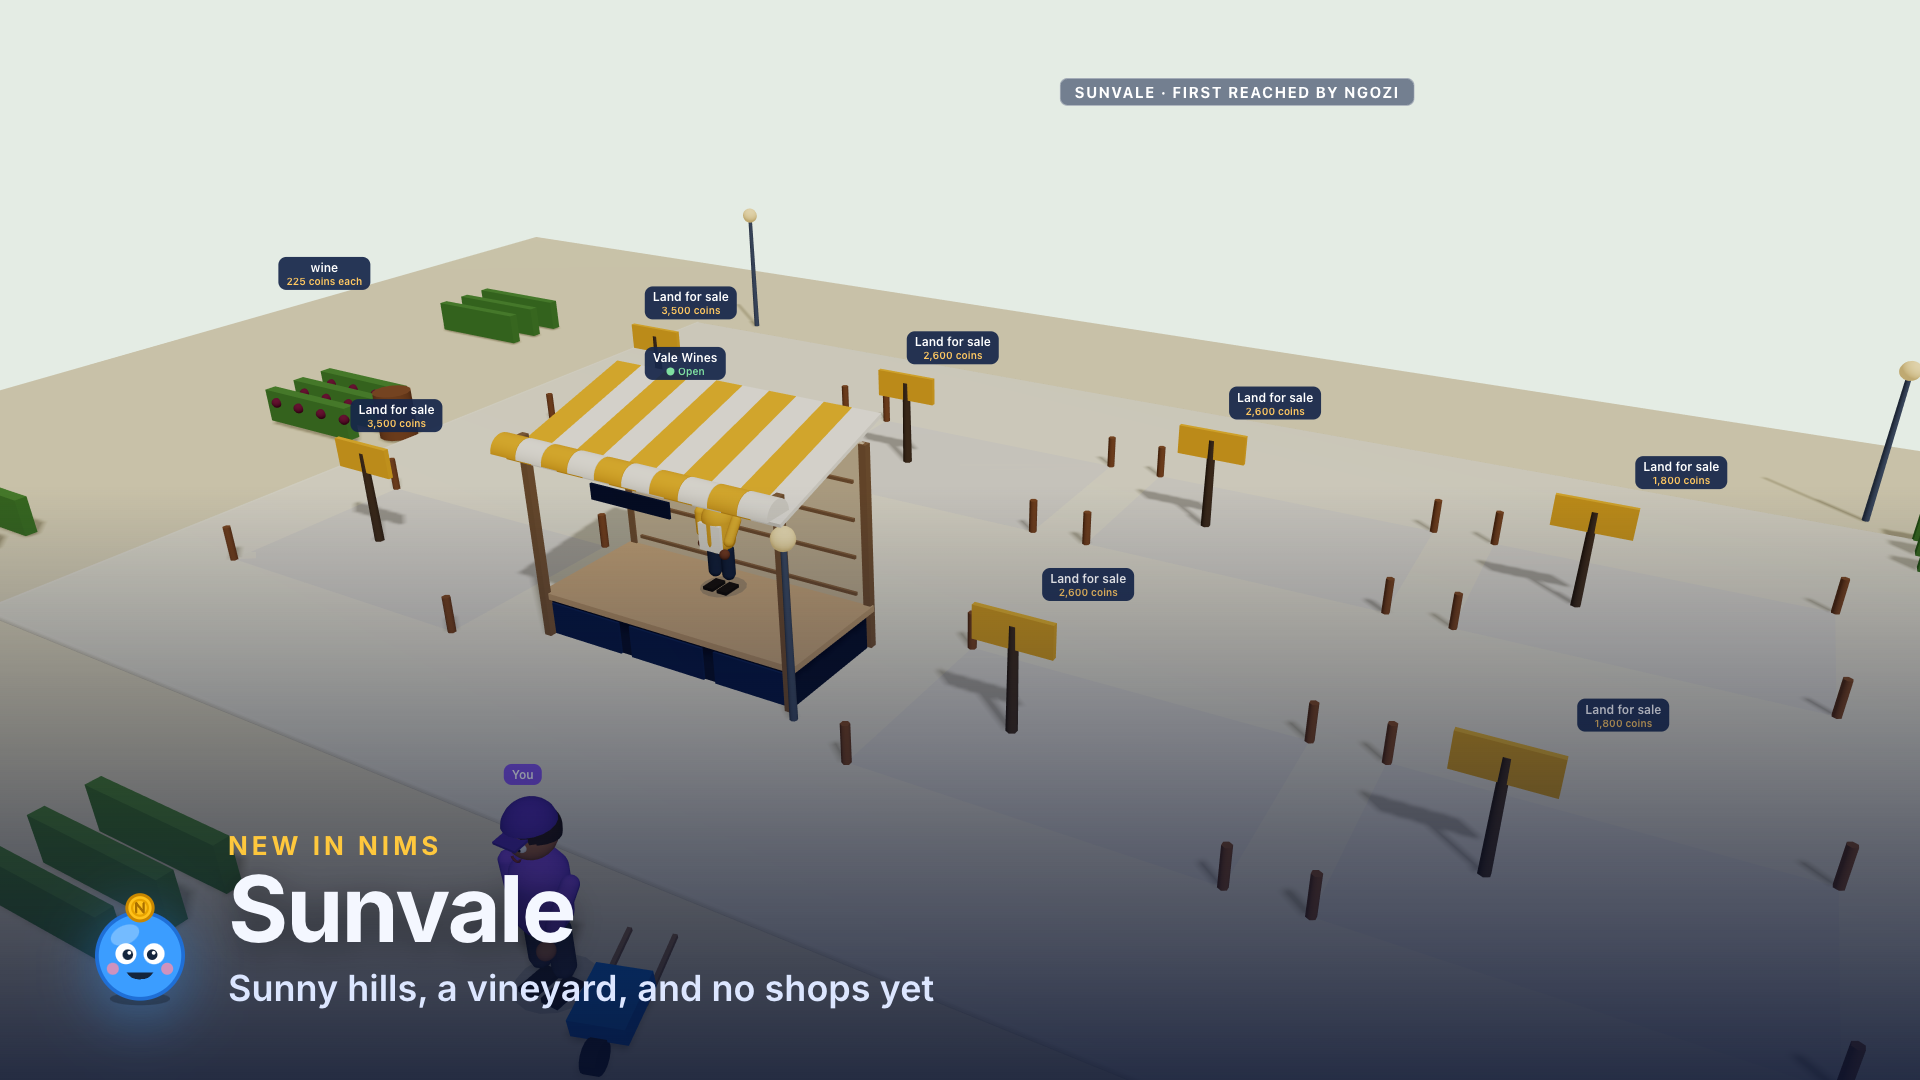 SUNVALE · FIRST REACHED BY NGOZI
wine
225 coins each
Land for sale
3,500 coins
Land for sale
2,600 coins
Vale Wines
Open
Land for sale
2,600 coins
Land for sale
3,500 coins
Land for sale
1,800 coins
Land for sale
2,600 coins
Land for sale
1,800 coins
You
NEW IN NIMS
N
Sunvale
Sunny hills, a vineyard, and no shops yet